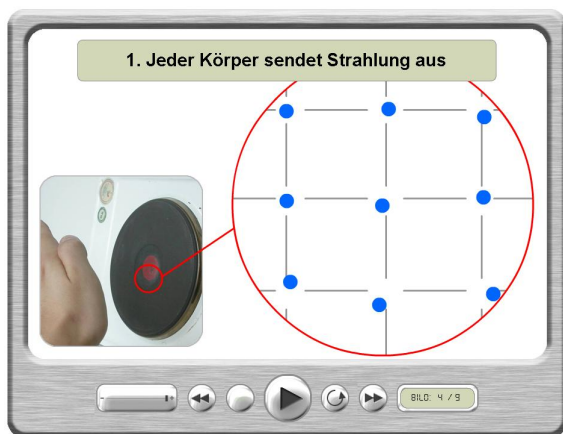 1. Jeder Körper sendet Strahlung aus
- +
BILD: 4 / 9